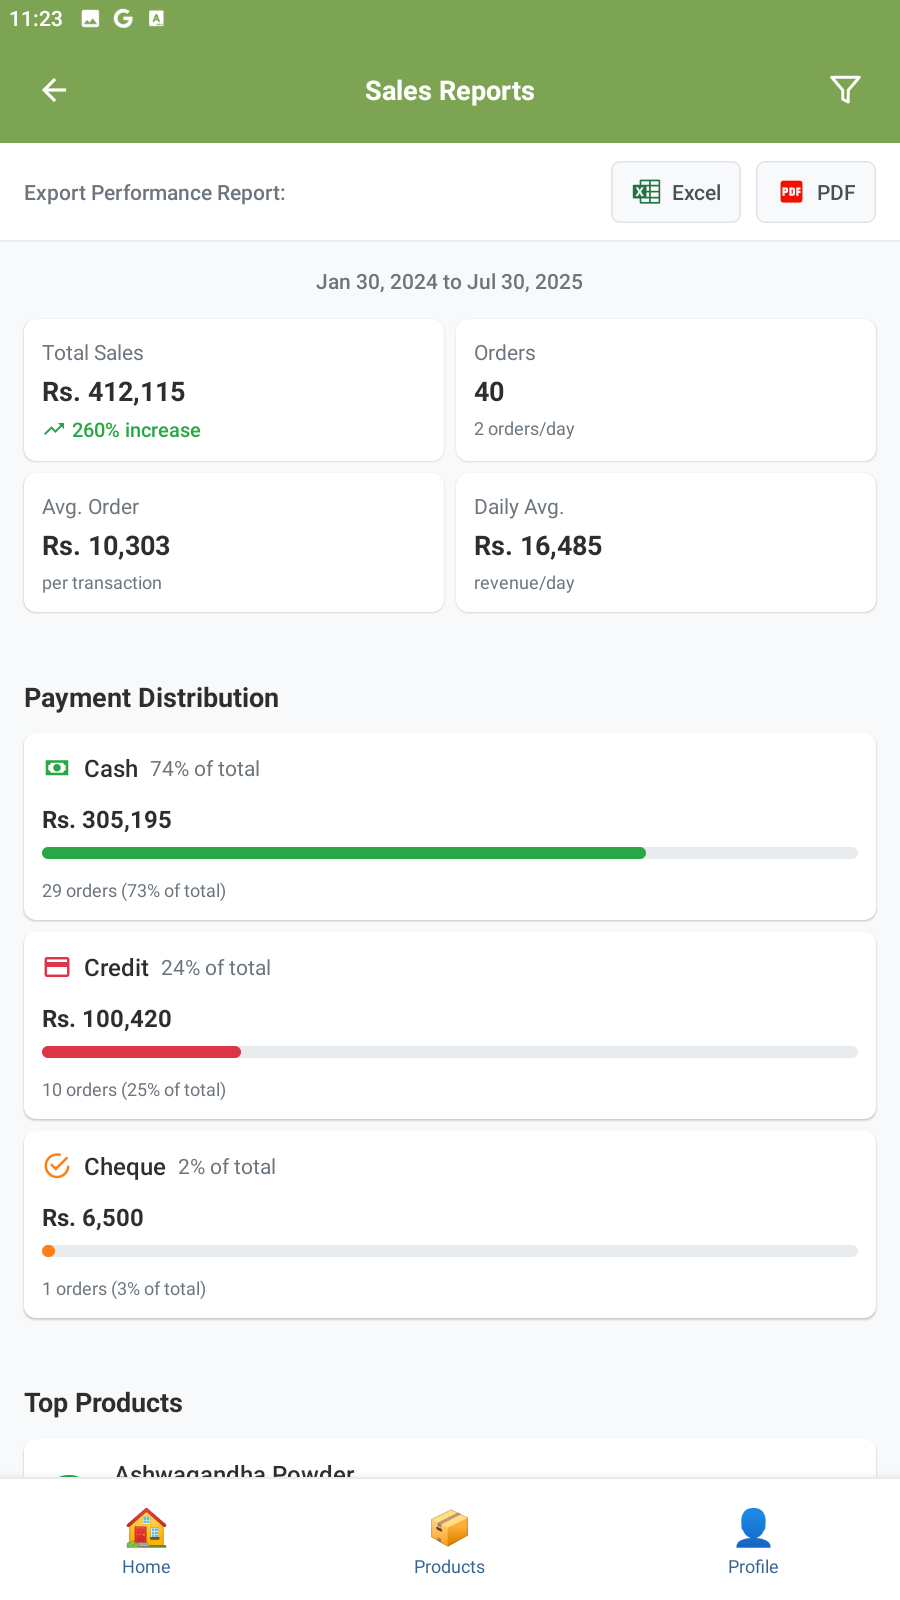 11:23
Sales Reports
Export Performance Report:
Excel
PDF
Jan 30, 2024 to Jul 30, 2025
Total Sales
Rs. 412,115
260% increase
Orders
40
2 orders/day
Avg. Order
Rs. 10,303
per transaction
Daily Avg.
Rs. 16,485
revenue/day
Payment Distribution
Cash 74% of total
Rs. 305,195
29 orders (73% of total)
Credit 24% of total
Rs. 100,420
10 orders (25% of total)
Cheque 2% of total
Rs. 6,500
1 orders (3% of total)
Top Products
Ashwagandha Powder
Home
Products
Profile